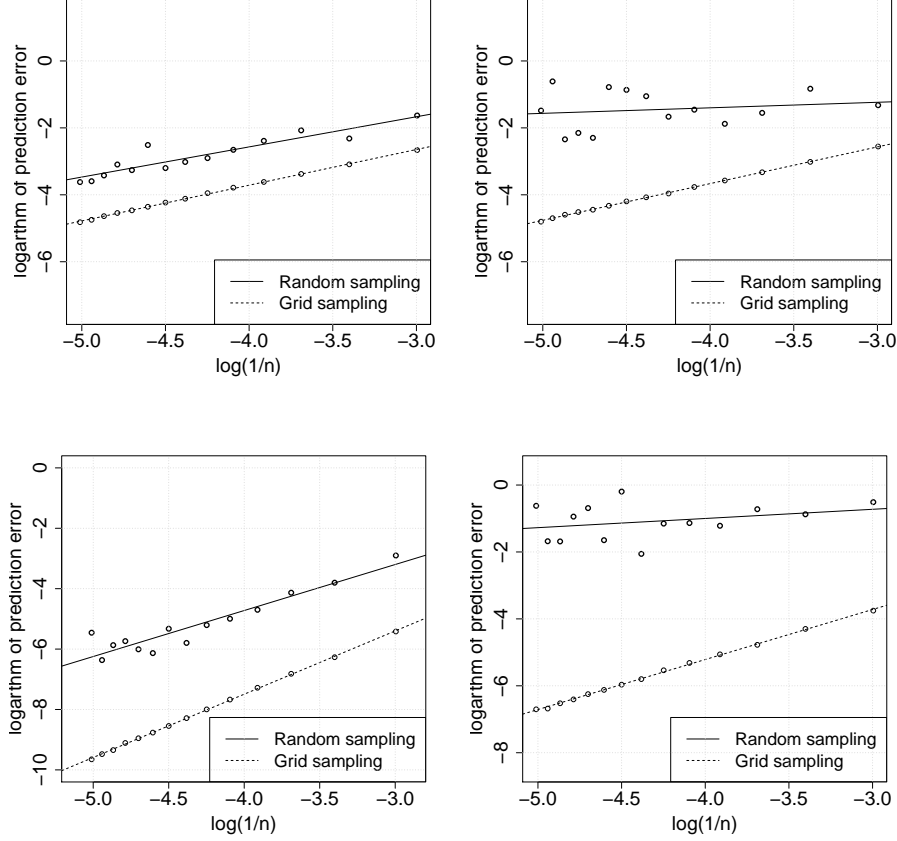 logarthm of prediction error
0
−2
−4
−6
Random sampling
Grid sampling
−5.0 −4.5 −4.0 −3.5 −3.0
log(1/n)
logarthm of prediction error
0
−2
−4
−6
Random sampling
Grid sampling
−5.0 −4.5 −4.0 −3.5 −3.0
log(1/n)
logarthm of prediction error
0
−2
−4
−6
−8
−10
Random sampling
Grid sampling
−5.0 −4.5 −4.0 −3.5 −3.0
log(1/n)
logarthm of prediction error
0
−2
−4
−6
−8
Random sampling
Grid sampling
−5.0 −4.5 −4.0 −3.5 −3.0
log(1/n)